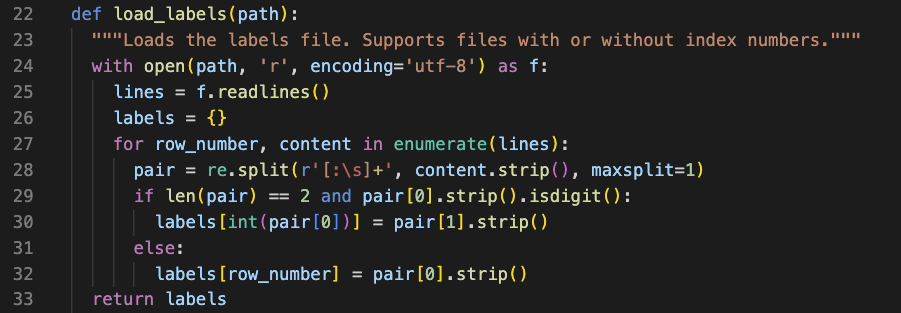 22 def load_labels(path):
23   """Loads the labels file. Supports files with or without index numbers."""
24   with open(path, 'r', encoding='utf-8') as f:
25     lines = f.readlines()
26     labels = {}
27     for row_number, content in enumerate(lines):
28       pair = re.split(r'[:\s]+', content.strip(), maxsplit=1)
29       if len(pair) == 2 and pair[0].strip().isdigit():
30         labels[int(pair[0])] = pair[1].strip()
31       else:
32         labels[row_number] = pair[0].strip()
33   return labels